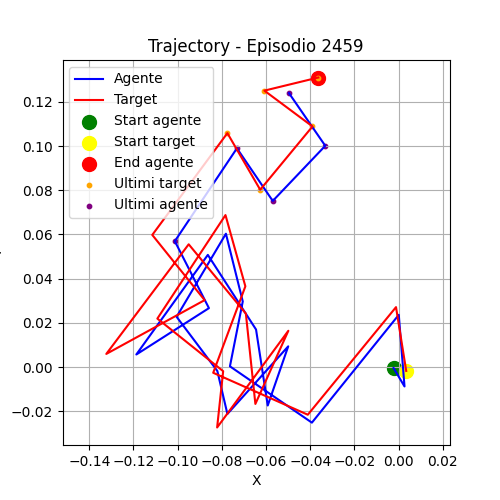 Trajectory - Episodio 2459
Agente
Target
Start agente
Start target
End agente
Ultimi target
Ultimi agente
0.12
0.10
0.08
0.06
0.04
0.02
0.00
−0.02
−0.14 −0.12 −0.10 −0.08 −0.06 −0.04 −0.02 0.00 0.02
X